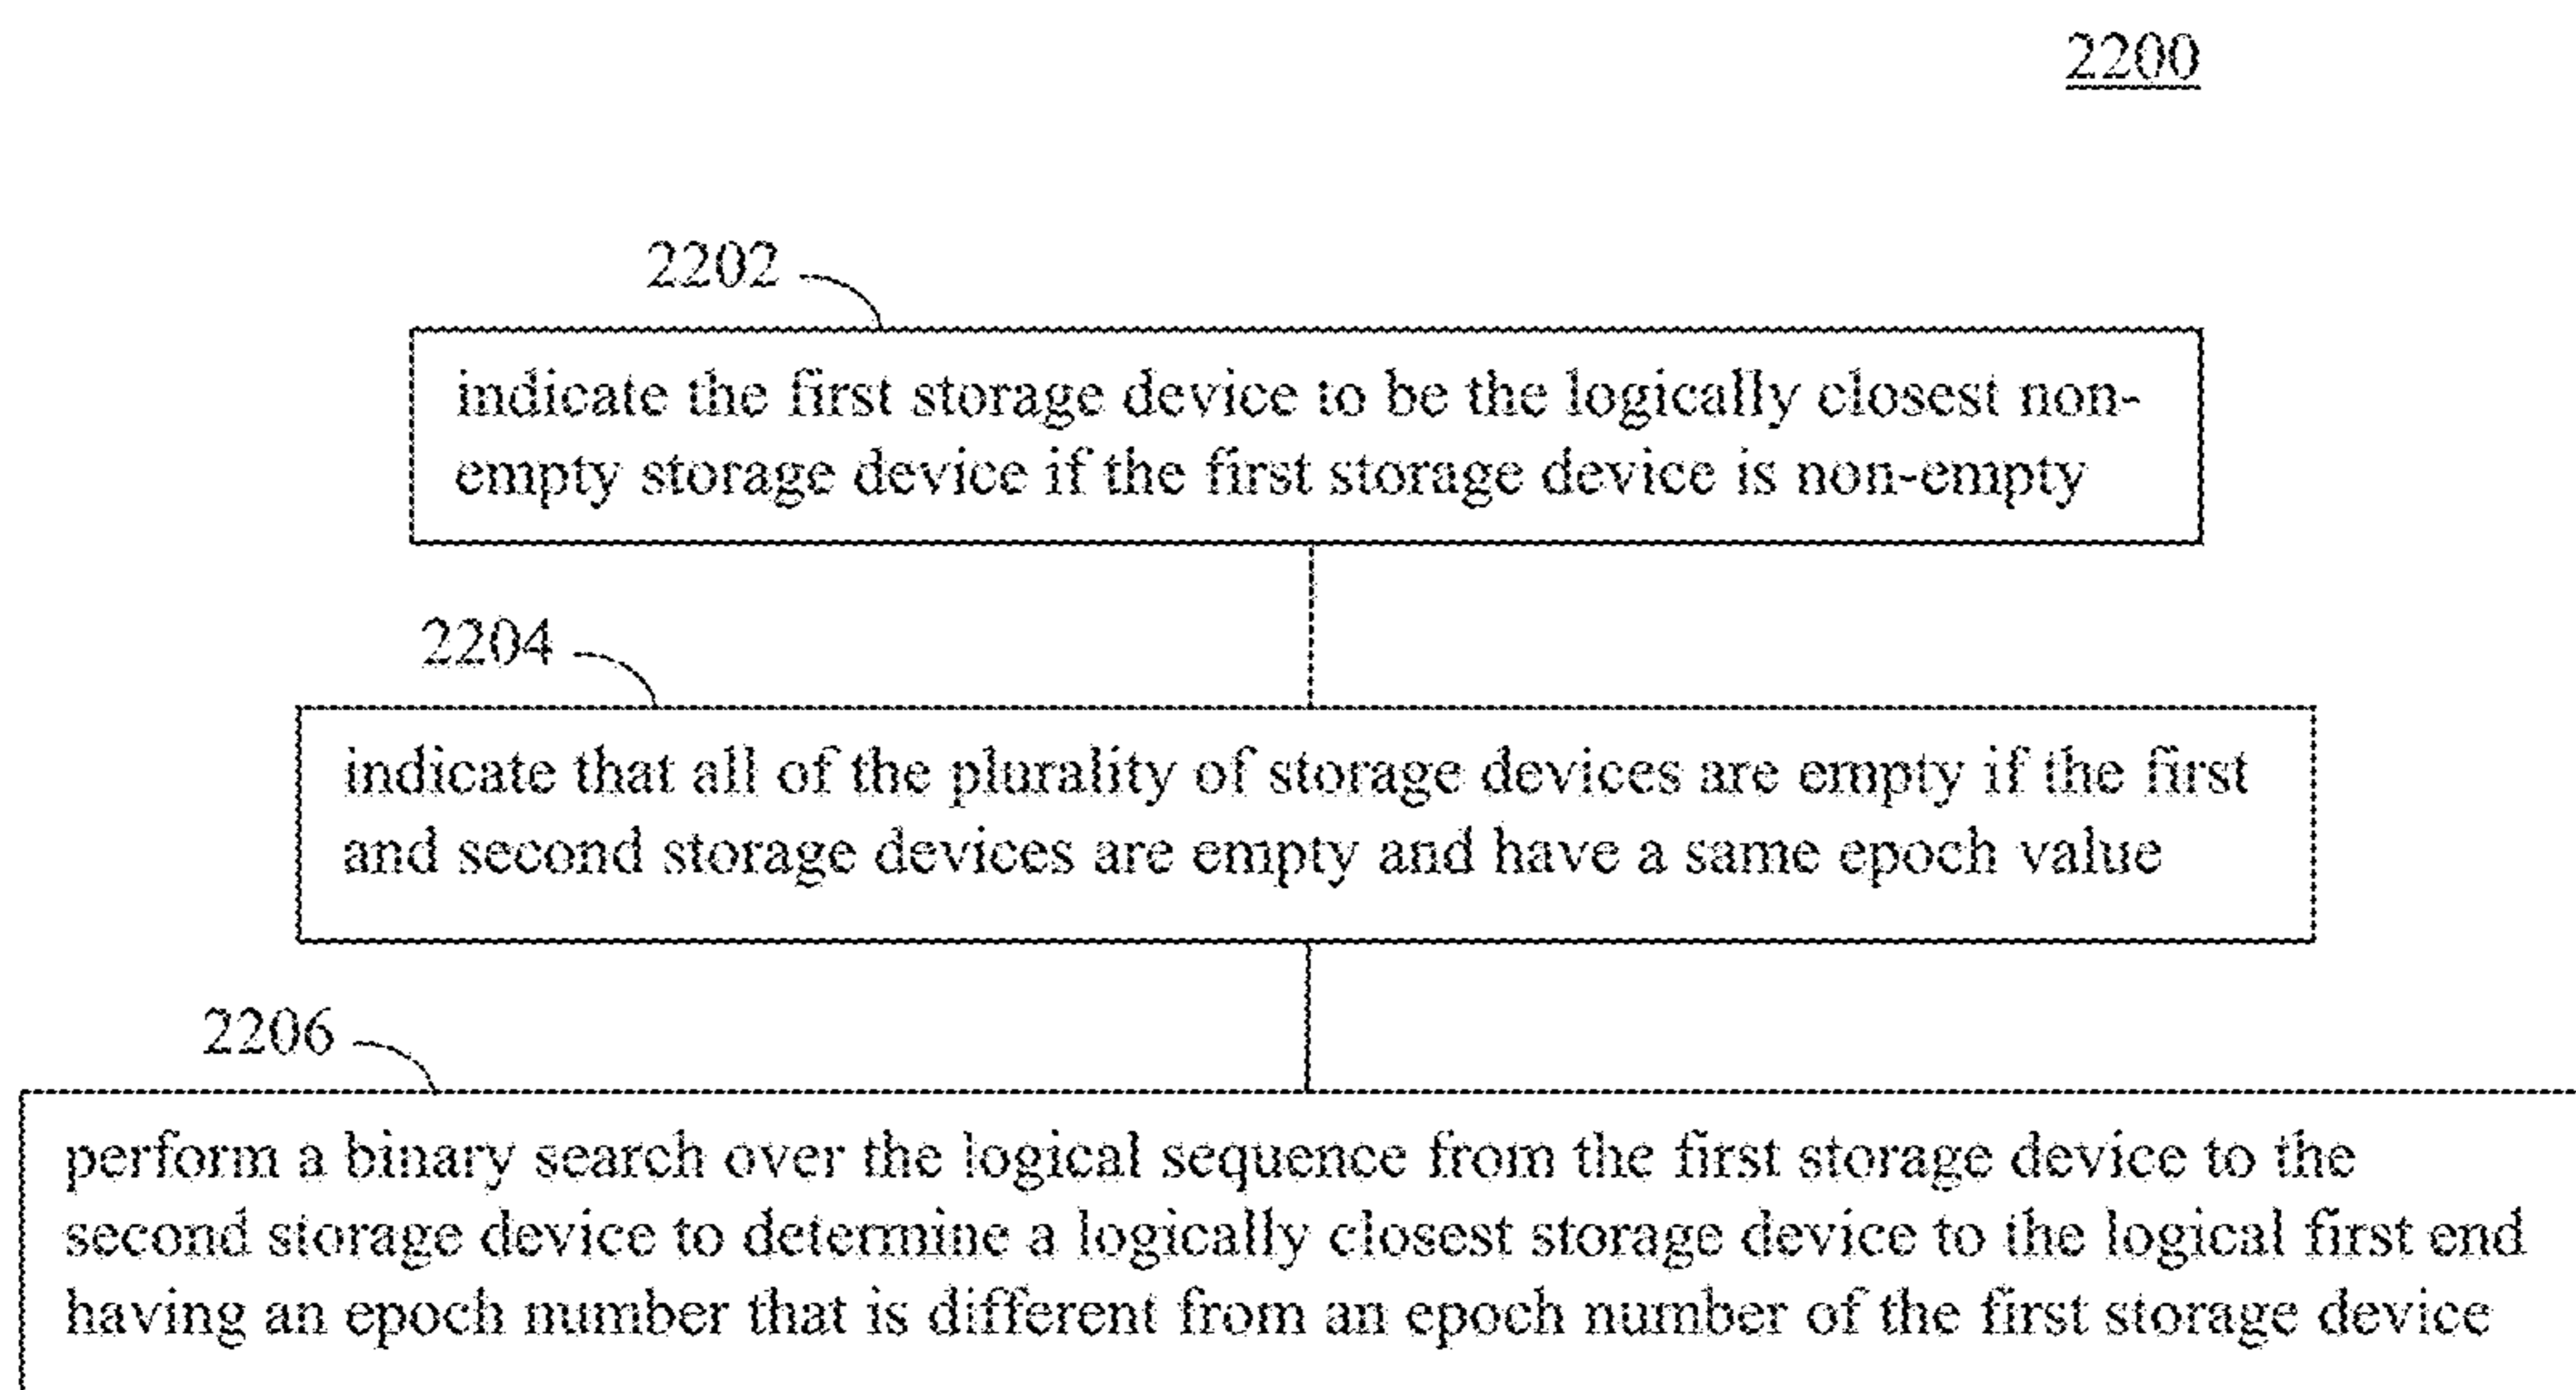 2200
2202
indicate the first storage device to be the logically closest non-
empty storage device if the first storage device is non-empty
2204
indicate that all of the plurality of storage devices are empty if the first
and second storage devices are empty and have a same epoch value
2206
perform a binary search over the logical sequence from the first storage device to the
second storage device to determine a logically closest storage device to the logical first end
having an epoch number that is different from an epoch number of the first storage device